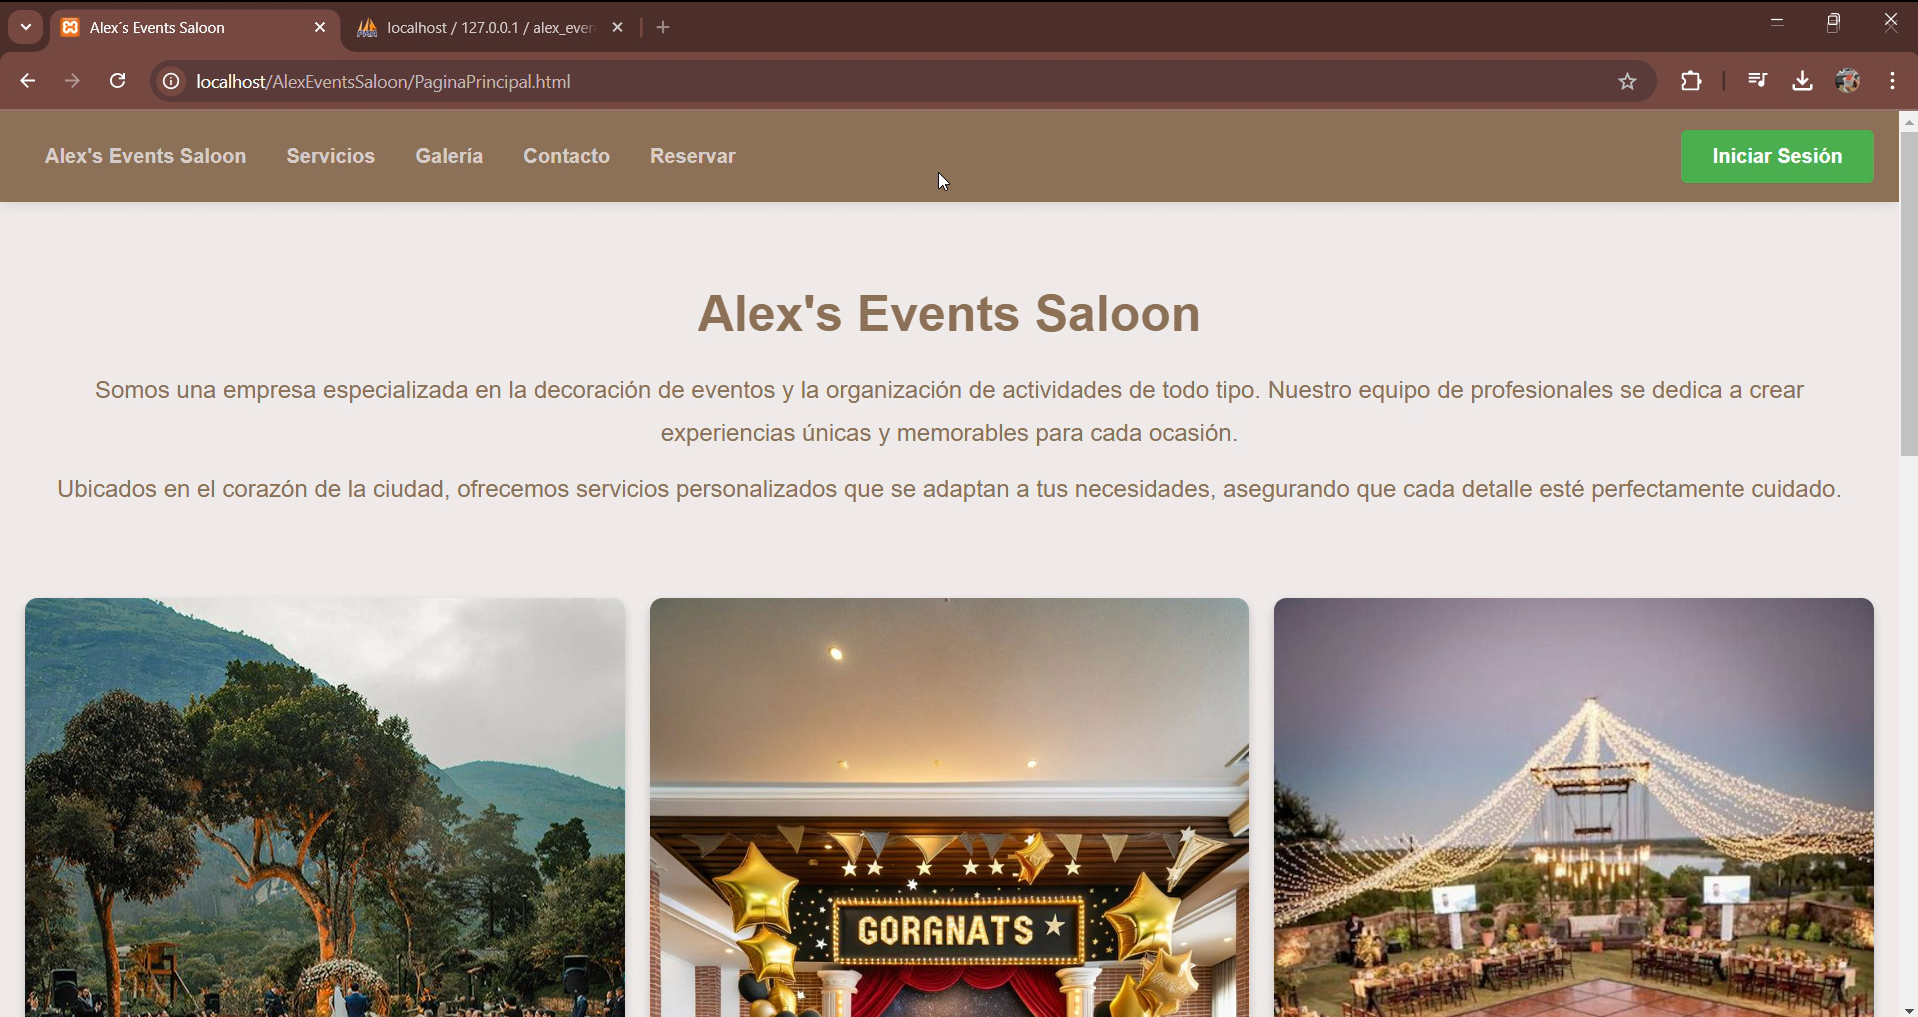 Alex´s Events Saloon
localhost / 127.0.0.1 / alex_even
localhost/AlexEventsSaloon/PaginaPrincipal.html
Alex's Events Saloon Servicios Galería Contacto Reservar Iniciar Sesión
Alex's Events Saloon
Somos una empresa especializada en la decoración de eventos y la organización de actividades de todo tipo. Nuestro equipo de profesionales se dedica a crear
experiencias únicas y memorables para cada ocasión.
Ubicados en el corazón de la ciudad, ofrecemos servicios personalizados que se adaptan a tus necesidades, asegurando que cada detalle esté perfectamente cuidado.
GORGNATS